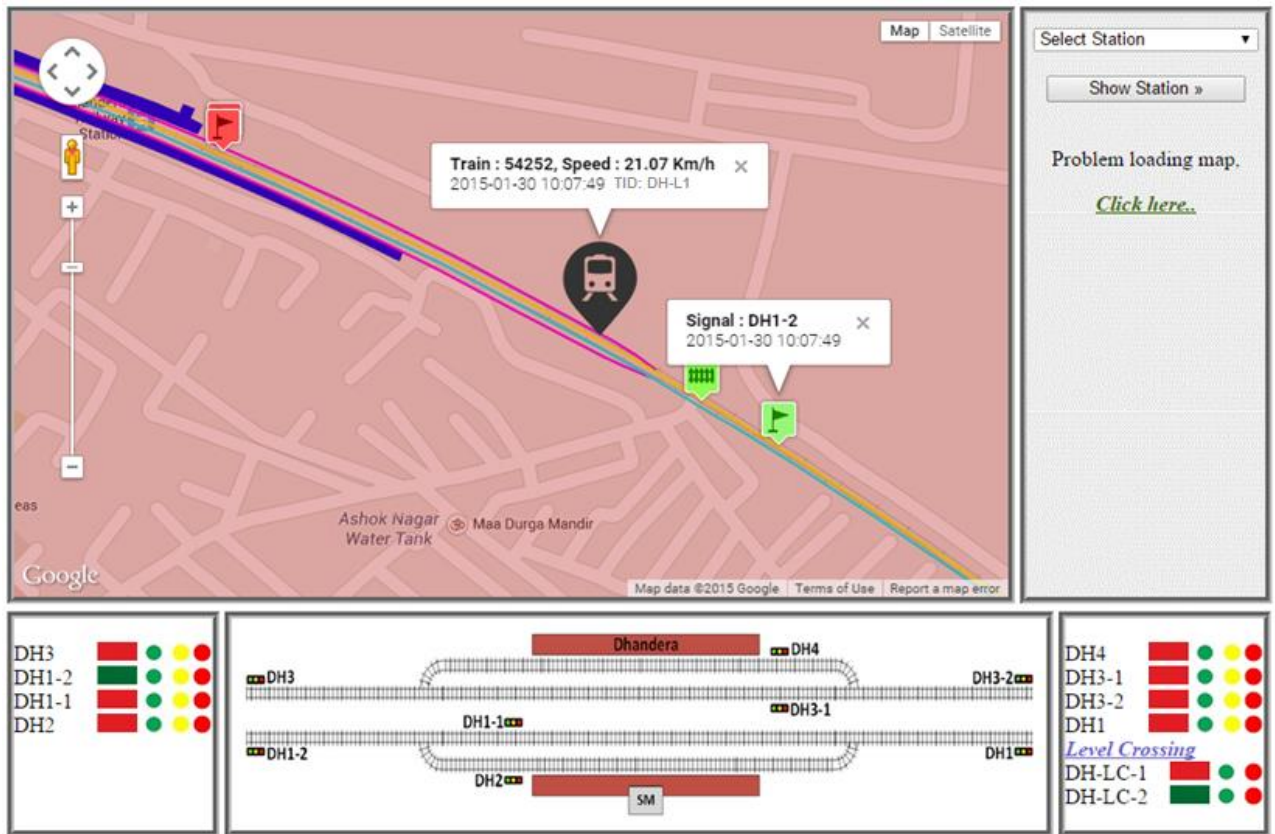 Map Satellite
Railway
Station
Train : 54252, Speed : 21.07 Km/h ×
2015-01-30 10:07:49 TID: DH-L1
Signal : DH1-2 ×
2015-01-30 10:07:49
eas
Ashok Nagar
Water Tank
Maa Durga Mandir
Google
Map data ©2015 Google Terms of Use Report a map error
Select Station
Show Station »
Problem loading map,
Click here..
DH3
DH1-2
DH1-1
DH2
Dhandera
DH4
DH3
DH3-2
DH3-1
DH1-1
DH1-2
DH1
DH2
SM
DH4
DH3-1
DH3-2
DH1
Level Crossing
DH-LC-1
DH-LC-2